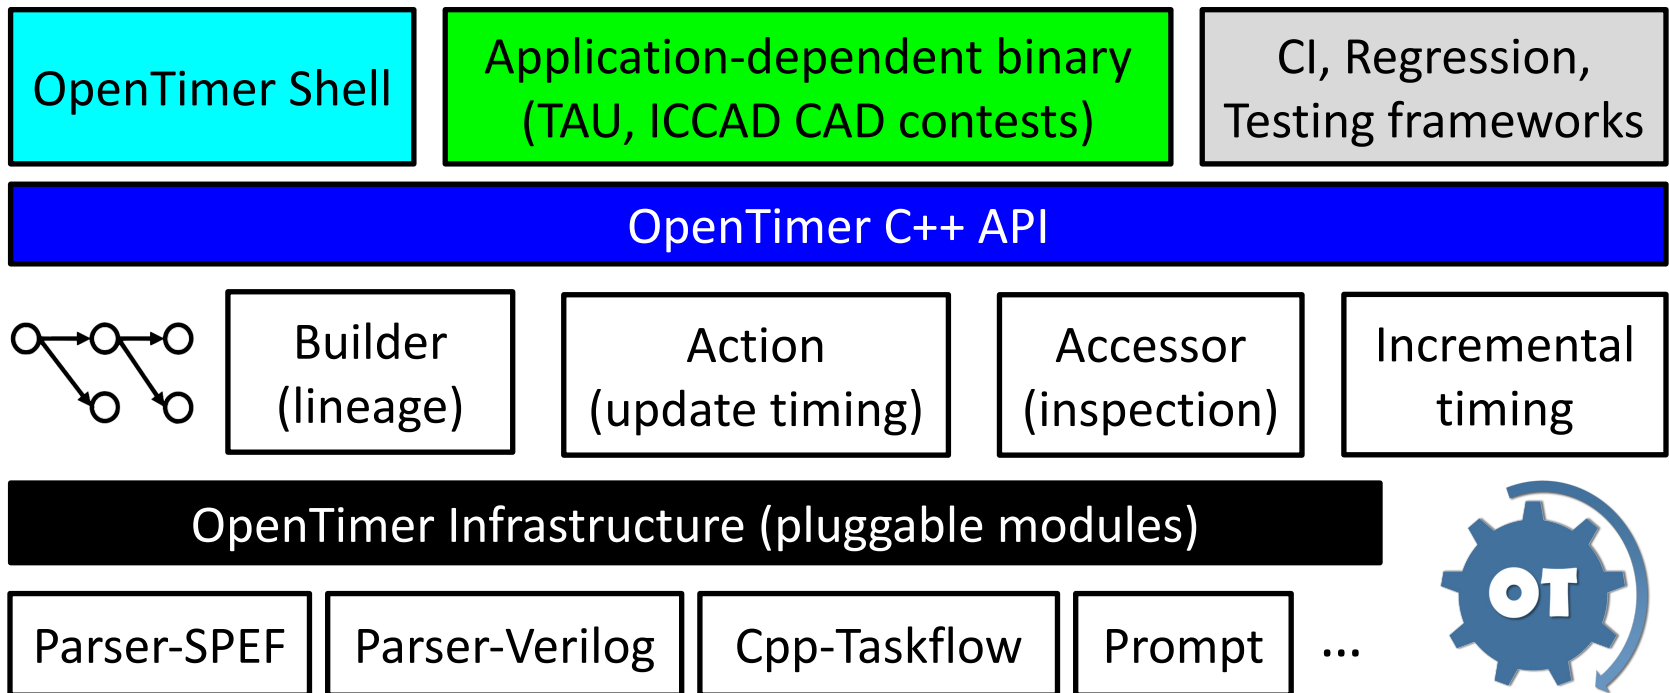 OpenTimer Shell
Application-dependent binary
(TAU, ICCAD CAD contests)
CI, Regression,
Testing frameworks
OpenTimer C++ API
Builder
(lineage)
Action
(update timing)
Accessor
(inspection)
Incremental
timing
OpenTimer Infrastructure (pluggable modules)
OT
Parser-SPEF
Parser-Verilog
Cpp-Taskflow
Prompt
...